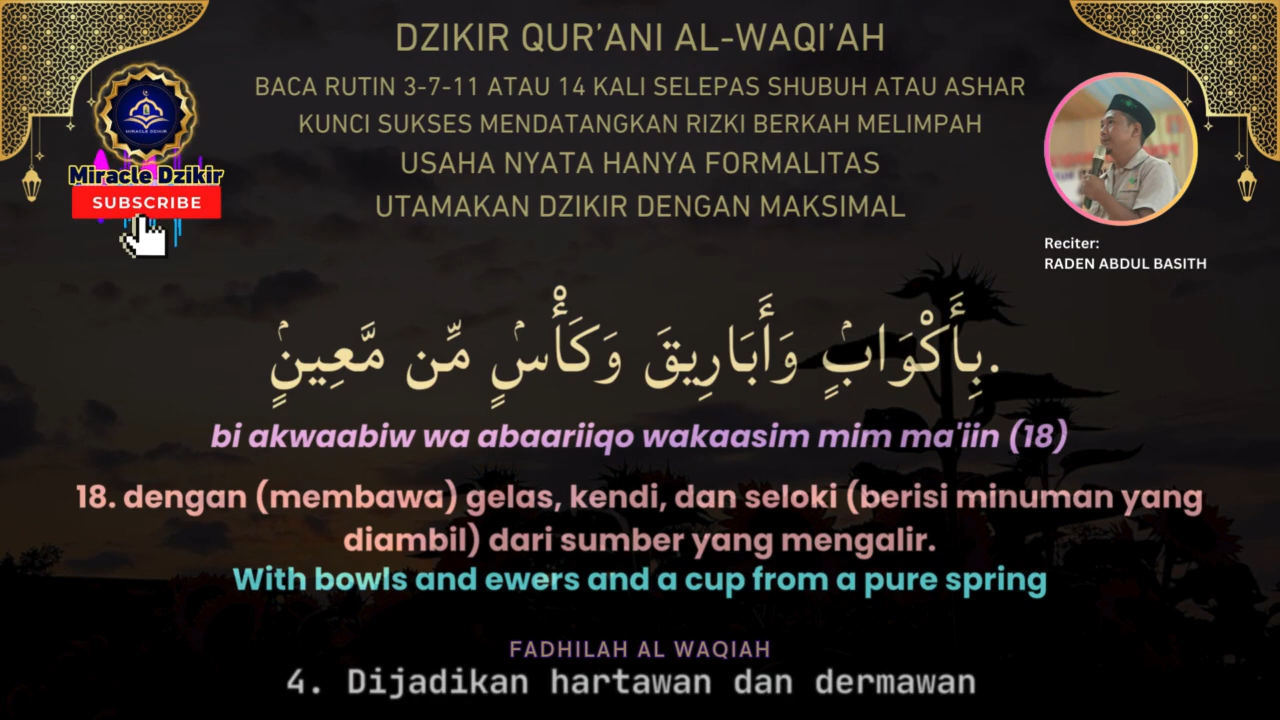 DZIKIR QUR'ANI AL-WAQI'AH
BACA RUTIN 3-7-11 ATAU 14 KALI SELEPAS SHUBUH ATAU ASHAR
KUNCI SUKSES MENDATANGKAN RIZKI BERKAH MELIMPAH
USAHA NYATA HANYA FORMALITAS
UTAMAKAN DZIKIR DENGAN MAKSIMAL
MIRACLE DZIKIR
Miracle Dzikir
SUBSCRIBE
Reciter:
RADEN ABDUL BASITH
بِأَكْوَابٍۢ وَأَبَارِيقَ وَكَأْسٍۢ مِّن مَّعِينٍۢ.
bi akwaabiw wa abaariiqo wakaasim mim ma'iin (18)
18. dengan (membawa) gelas, kendi, dan seloki (berisi minuman yang
diambil) dari sumber yang mengalir.
With bowls and ewers and a cup from a pure spring
FADHILAH AL WAQIAH
4. Dijadikan hartawan dan dermawan